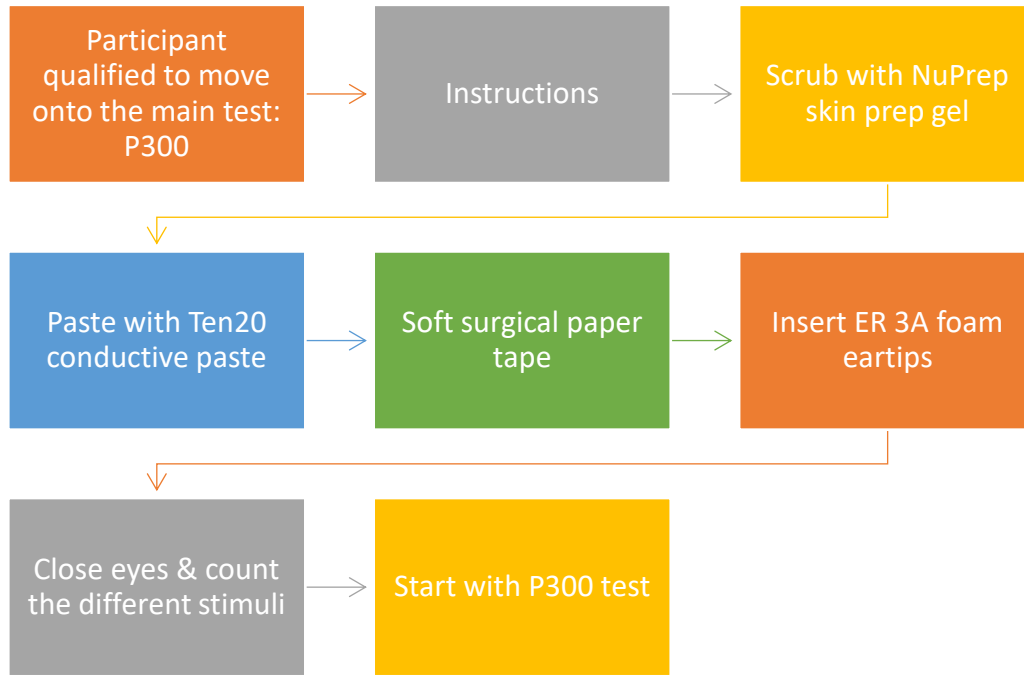 Participant
qualified to move
onto the main test:
P300
Instructions
Scrub with NuPrep
skin prep gel
Paste with Ten20
conductive paste
Soft surgical paper
tape
Insert ER 3A foam
eartips
Close eyes & count
the different stimuli
Start with P300 test